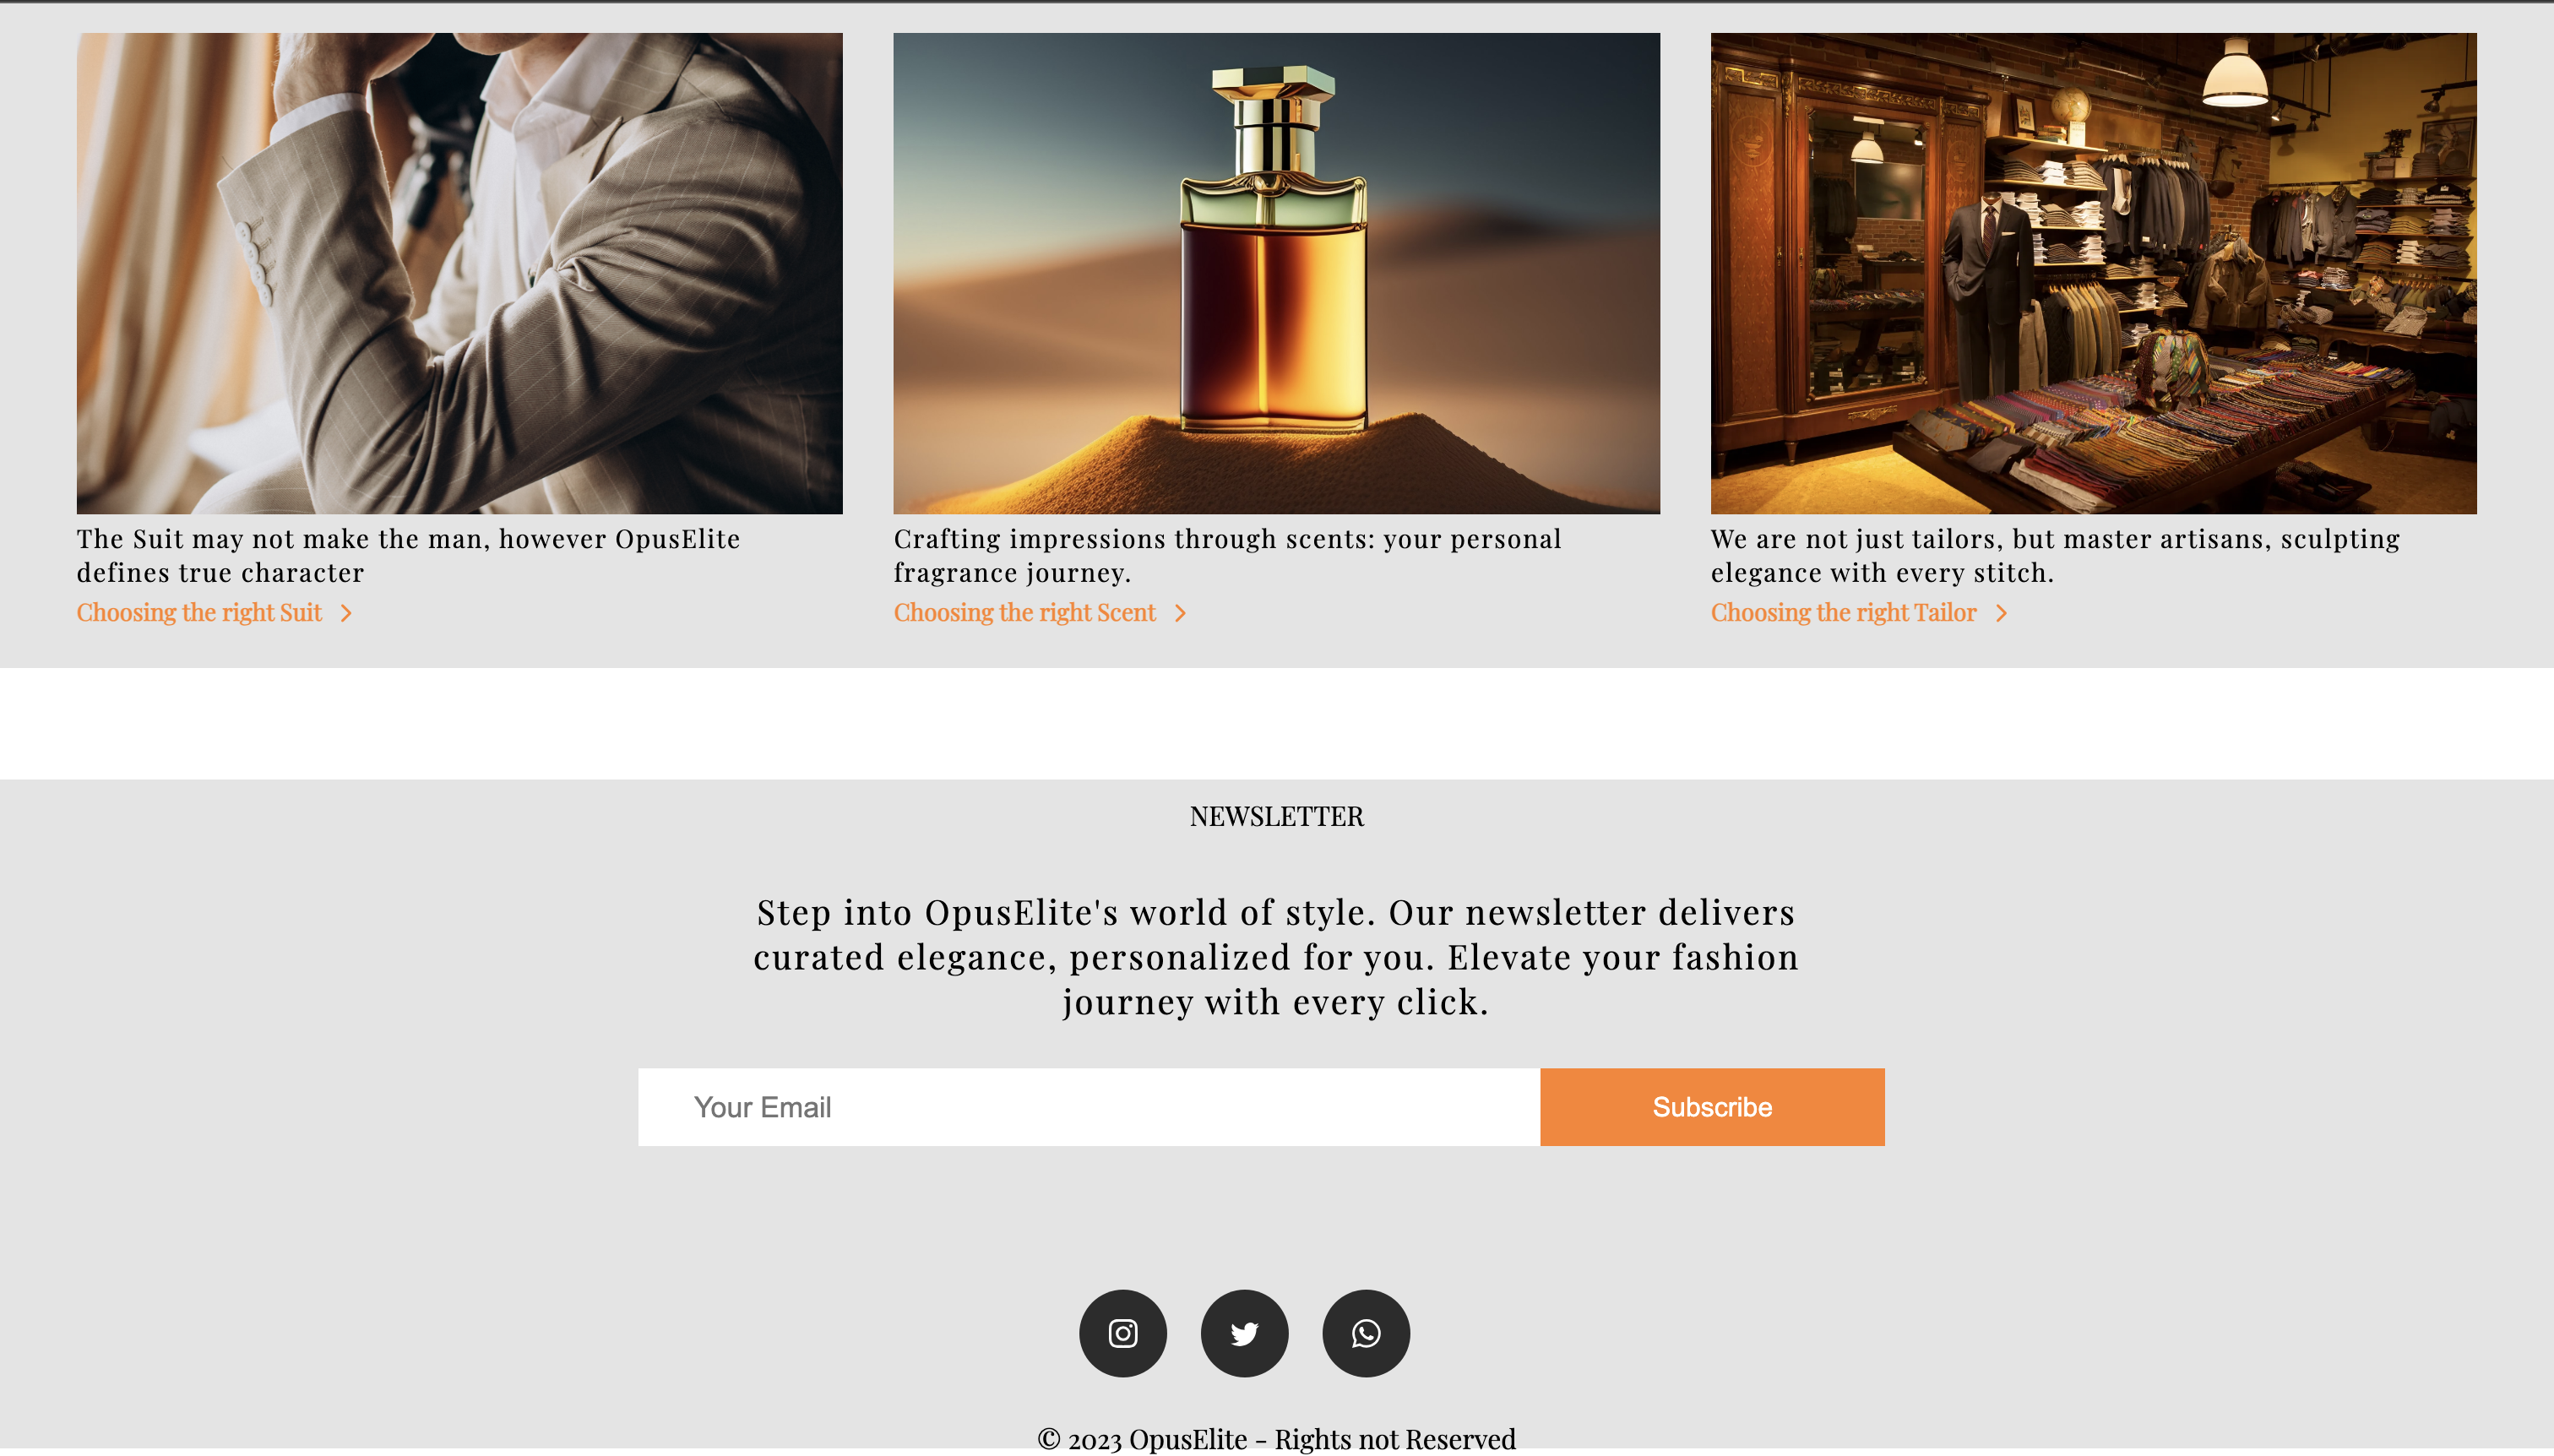 The Suit may not make the man, however OpusElite
defines true character
Choosing the right Suit
Crafting impressions through scents: your personal
fragrance journey.
Choosing the right Scent
We are not just tailors, but master artisans, sculpting
elegance with every stitch.
Choosing the right Tailor
NEWSLETTER
Step into OpusElite's world of style. Our newsletter delivers
curated elegance, personalized for you. Elevate your fashion
journey with every click.
Your Email
Subscribe
© 2023 OpusElite - Rights not Reserved